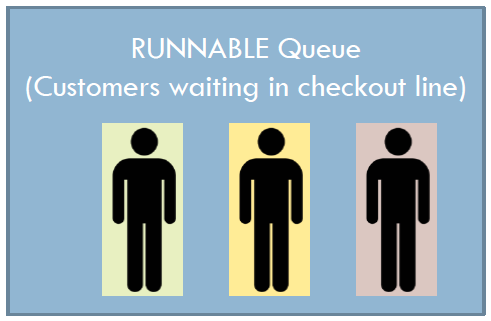 RUNNABLE Queue
(Customers waiting in checkout line)